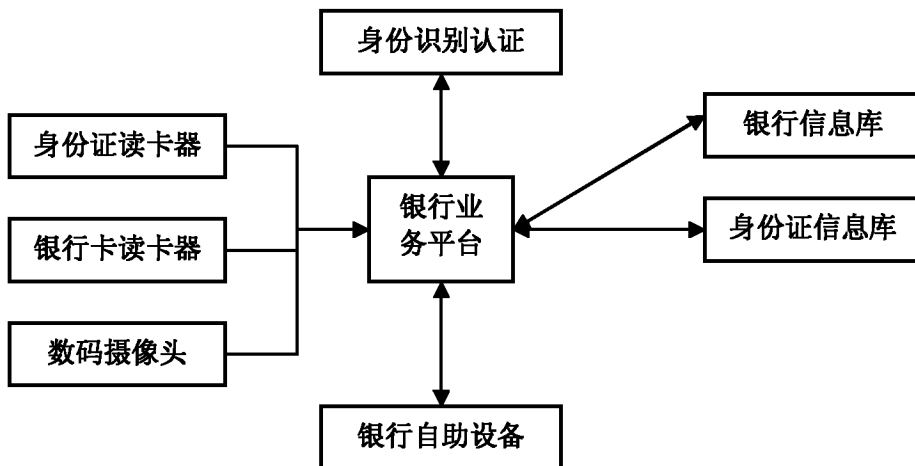 身份识别认证
身份证读卡器
银行信息库
银行业
务平台
银行卡读卡器
身份证信息库
数码摄像头
银行自助设备